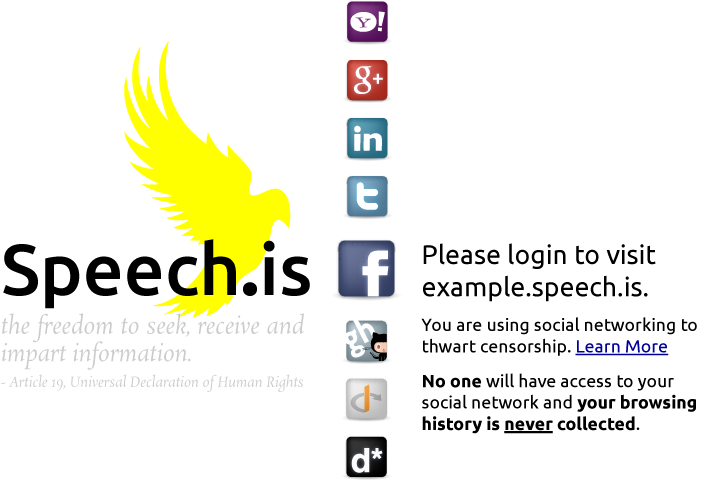 Y!
g+
in
t
f
gh
d*
Speech.is
the freedom to seek, receive and
impart information.
- Article 19, Universal Declaration of Human Rights
Please login to visit
example.speech.is.
You are using social networking to
thwart censorship. Learn More
No one will have access to your
social network and your browsing
history is never collected.